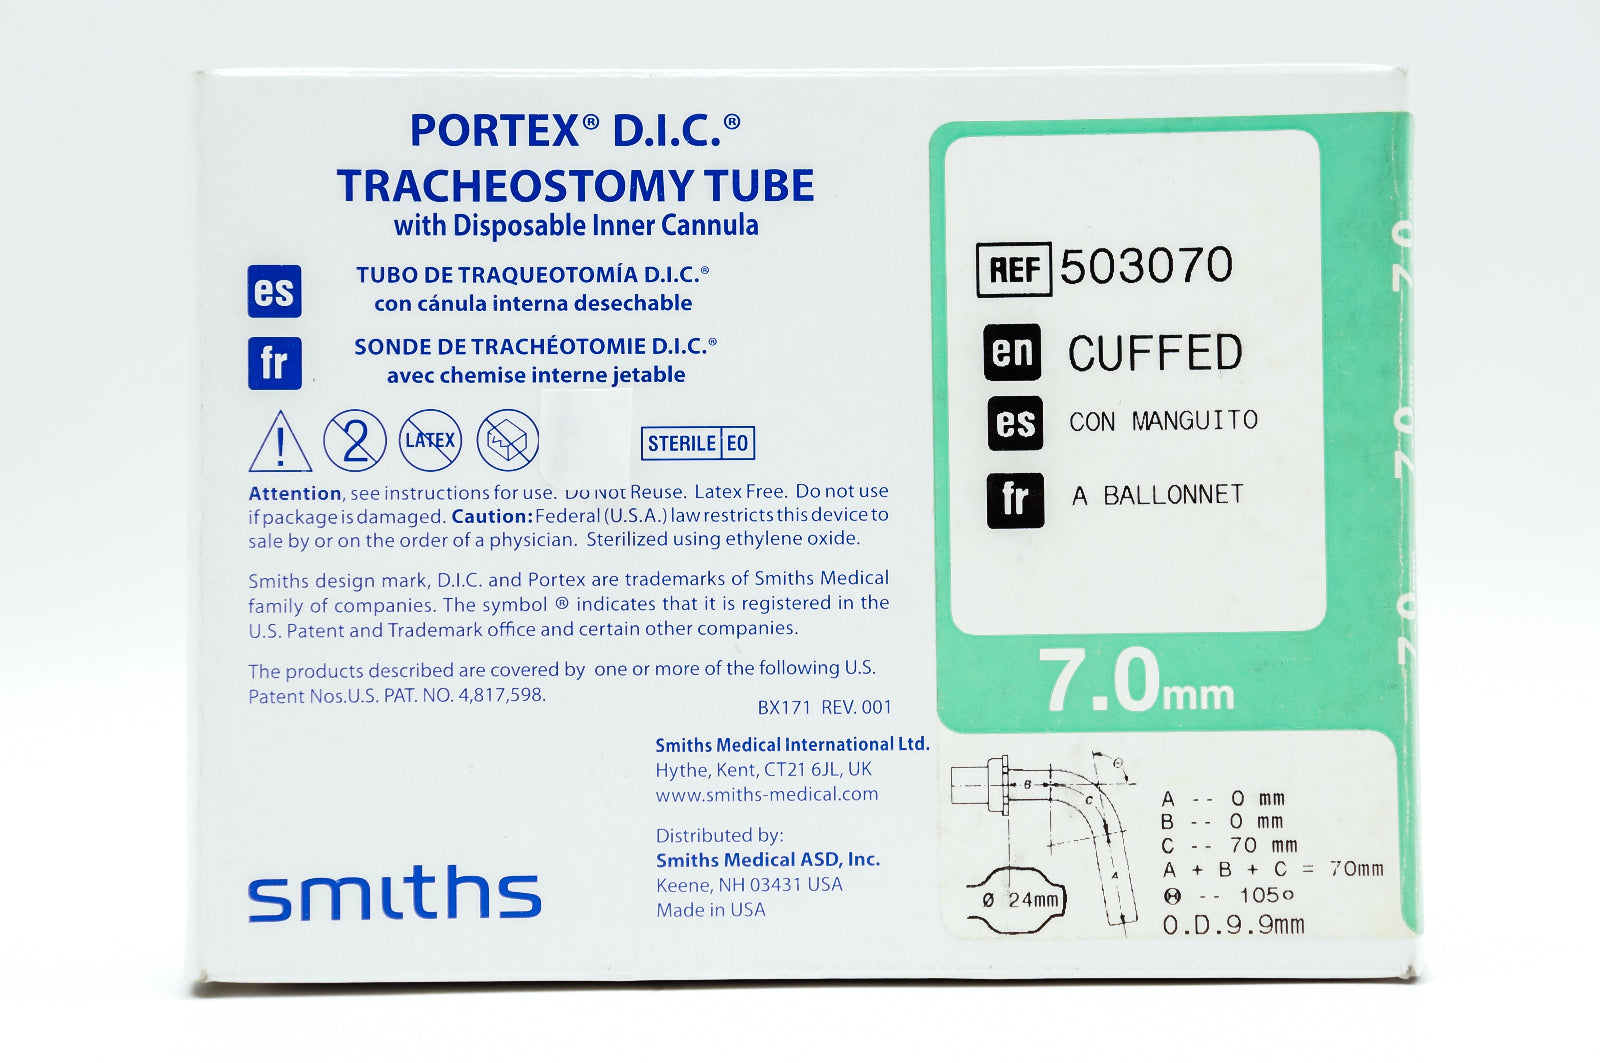 PORTEX® D.I.C.®
TRACHEOSTOMY TUBE
with Disposable Inner Cannula
es
TUBO DE TRAQUEOTOMÍA D.I.C.®
con cánula interna desechable
fr
SONDE DE TRACHÉOTOMIE D.I.C.®
avec chemise interne jetable
! 2 LATEX STERILE EO
Attention, see instructions for use. Do Not Reuse. Latex Free. Do not use
if package is damaged. Caution: Federal (U.S.A.) law restricts this device to
sale by or on the order of a physician. Sterilized using ethylene oxide.
Smiths design mark, D.I.C. and Portex are trademarks of Smiths Medical
family of companies. The symbol ® indicates that it is registered in the
U.S. Patent and Trademark office and certain other companies.
The products described are covered by one or more of the following U.S.
Patent Nos.U.S. PAT. NO. 4,817,598.
BX171 REV. 001
Smiths Medical International Ltd.
Hythe, Kent, CT21 6JL, UK
www.smiths-medical.com
Distributed by:
Smiths Medical ASD, Inc.
Keene, NH 03431 USA
Made in USA
smiths
REF 503070
en CUFFED
es CON MANGUITO
fr A BALLONNET
7.0mm
B
C
Θ
A
Ø 24mm
A -- 0 mm
B -- 0 mm
C -- 70 mm
A + B + C = 70mm
Θ -- 105o
O.D.9.9mm